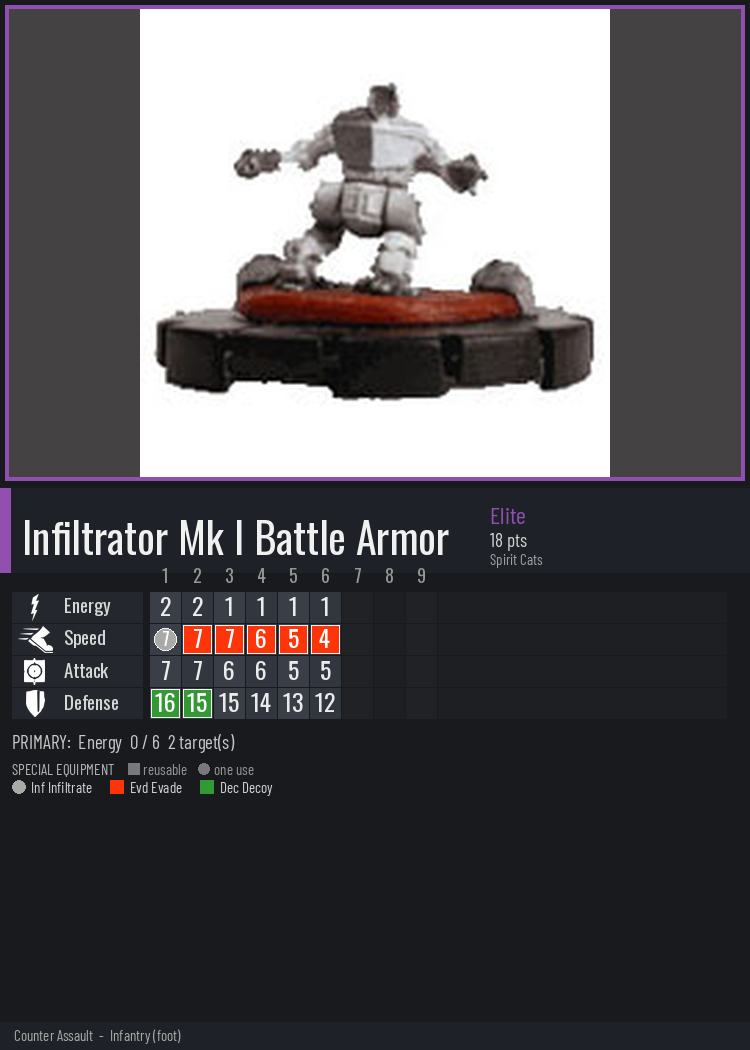 Infiltrator Mk I Battle Armor
Elite
18 pts
Spirit Cats
1 2 3 4 5 6 7 8 9
Energy 2 2 1 1 1 1
Speed 7 7 7 6 5 4
Attack 7 7 6 6 5 5
Defense 16 15 15 14 13 12
PRIMARY: Energy 0 / 6 2 target(s)
SPECIAL EQUIPMENT reusable one use
Inf Infiltrate Evd Evade Dec Decoy
Counter Assault - Infantry (foot)